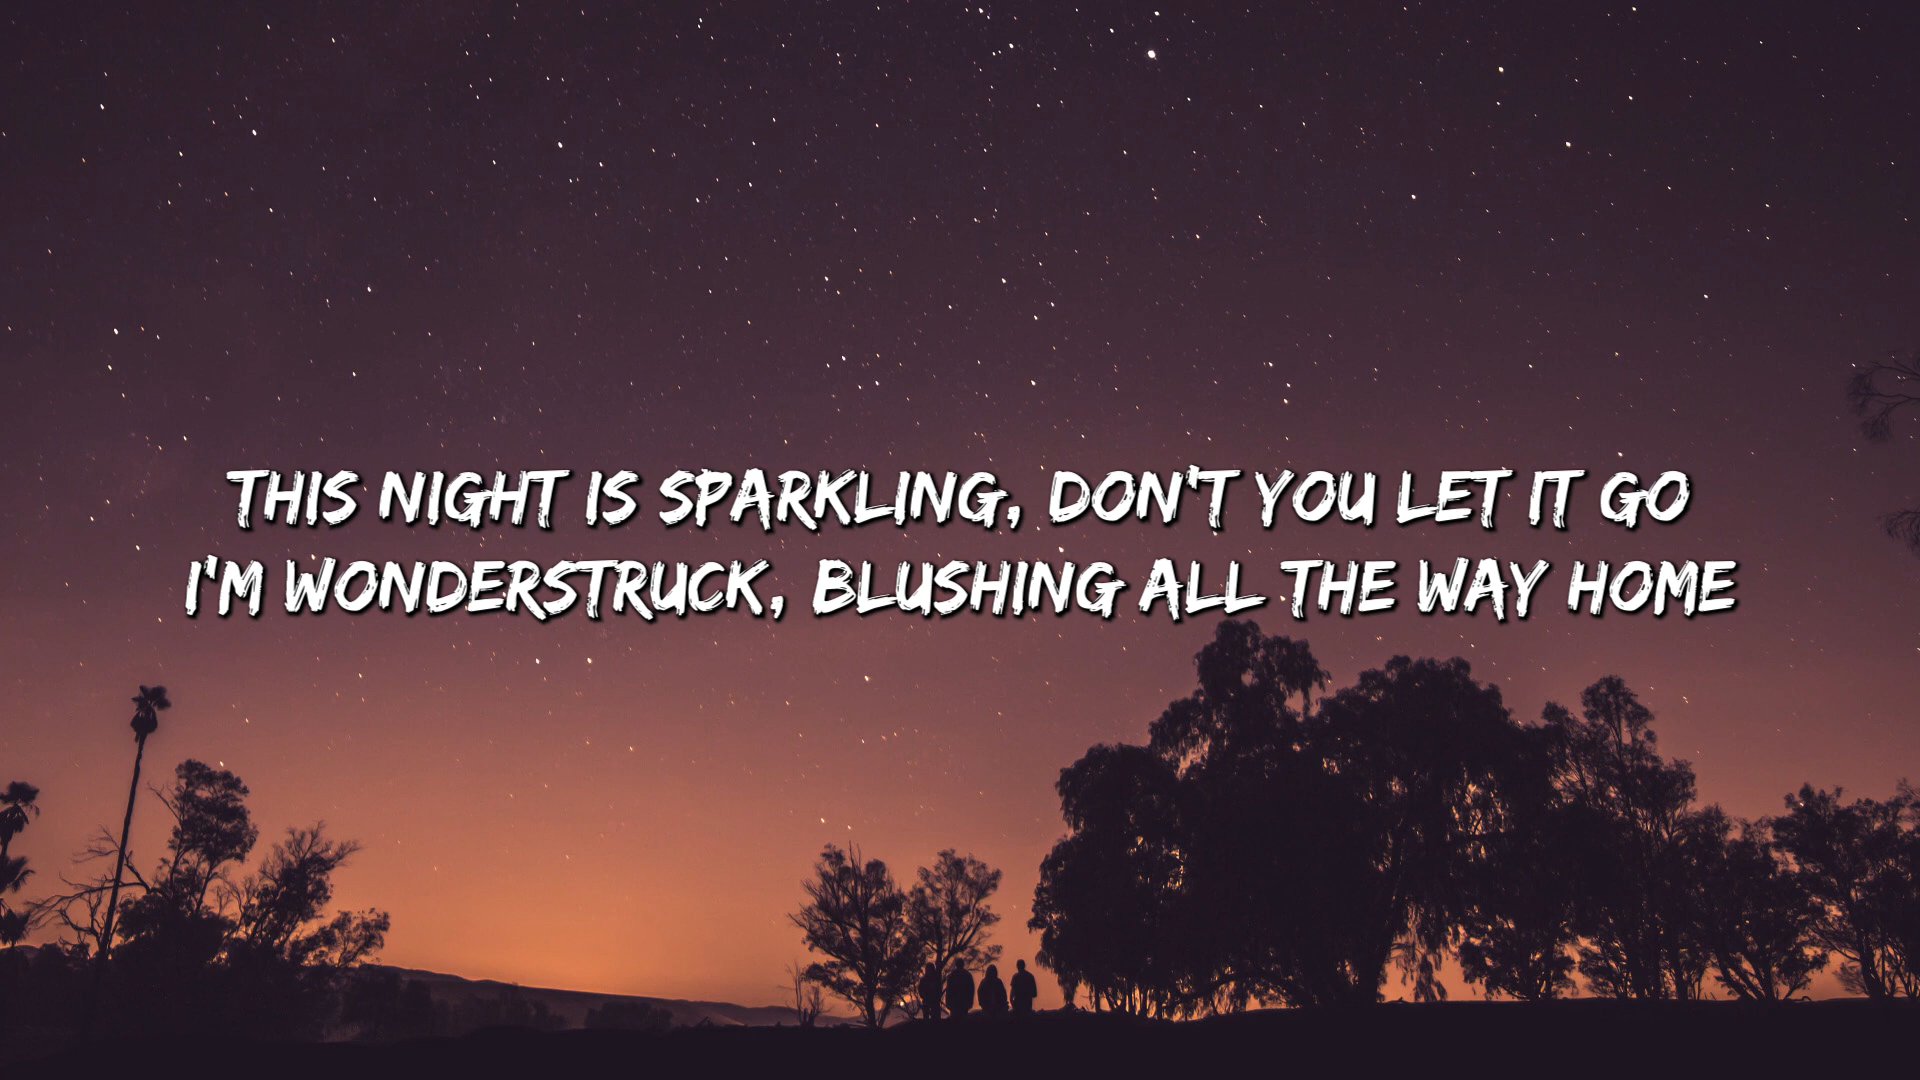 THIS NIGHT IS SPARKLING, DON'T YOU LET IT GO
I'M WONDERSTRUCK, BLUSHING ALL THE WAY HOME